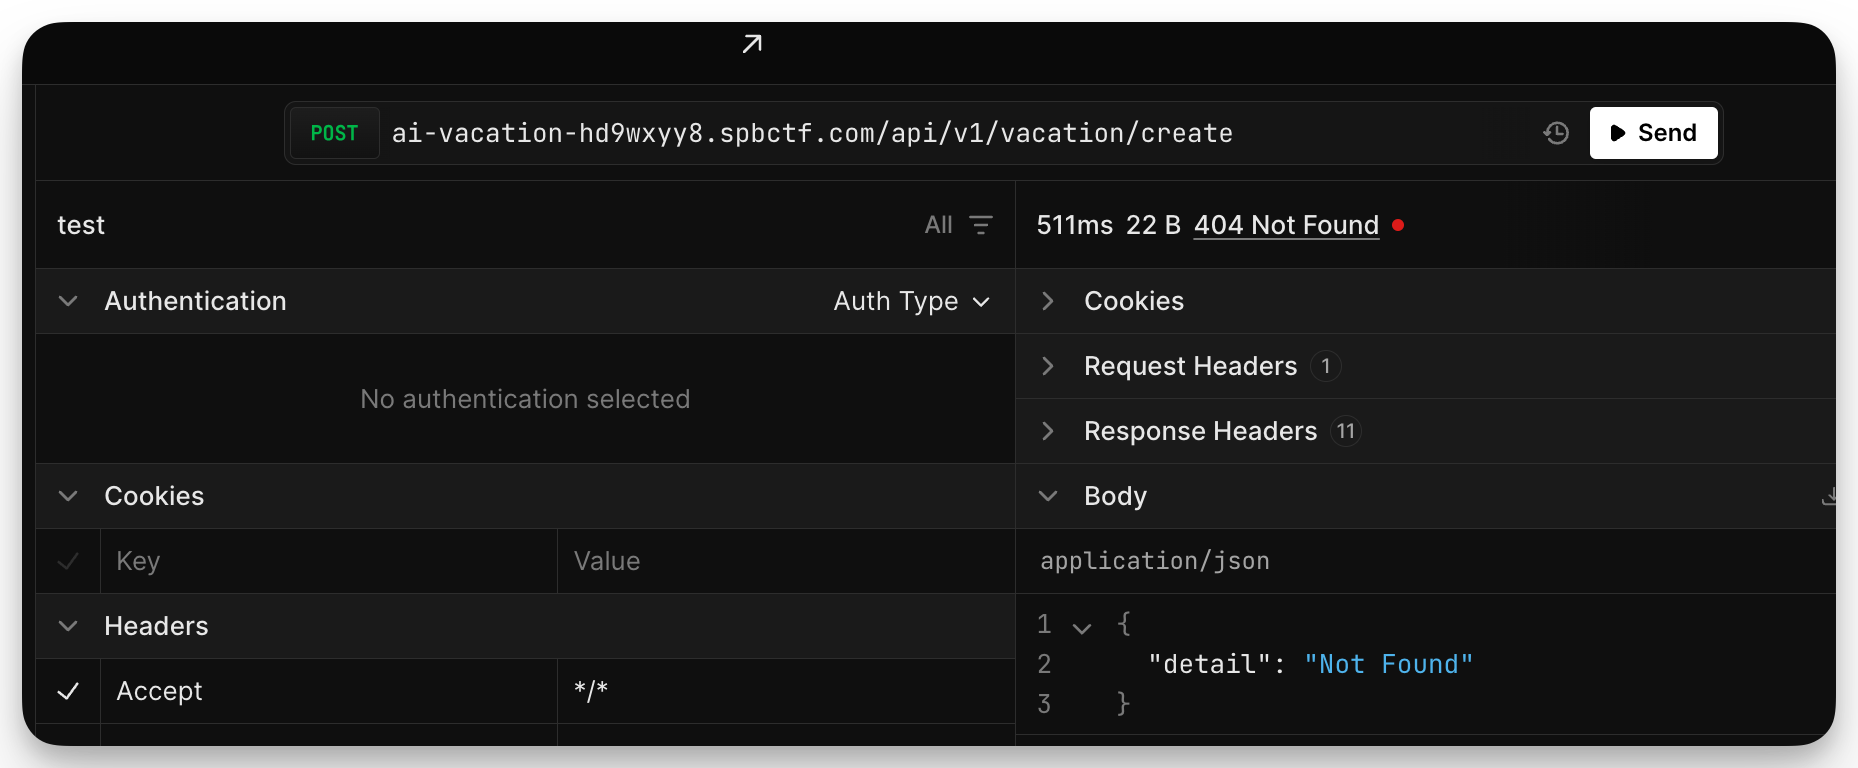 POST ai-vacation-hd9wxyy8.spbctf.com/api/v1/vacation/create Send
test All
Authentication Auth Type
No authentication selected
Cookies
Key Value
Headers
Accept */*
511ms 22 B 404 Not Found
Cookies
Request Headers 1
Response Headers 11
Body
application/json
1 {
2 "detail": "Not Found"
3 }